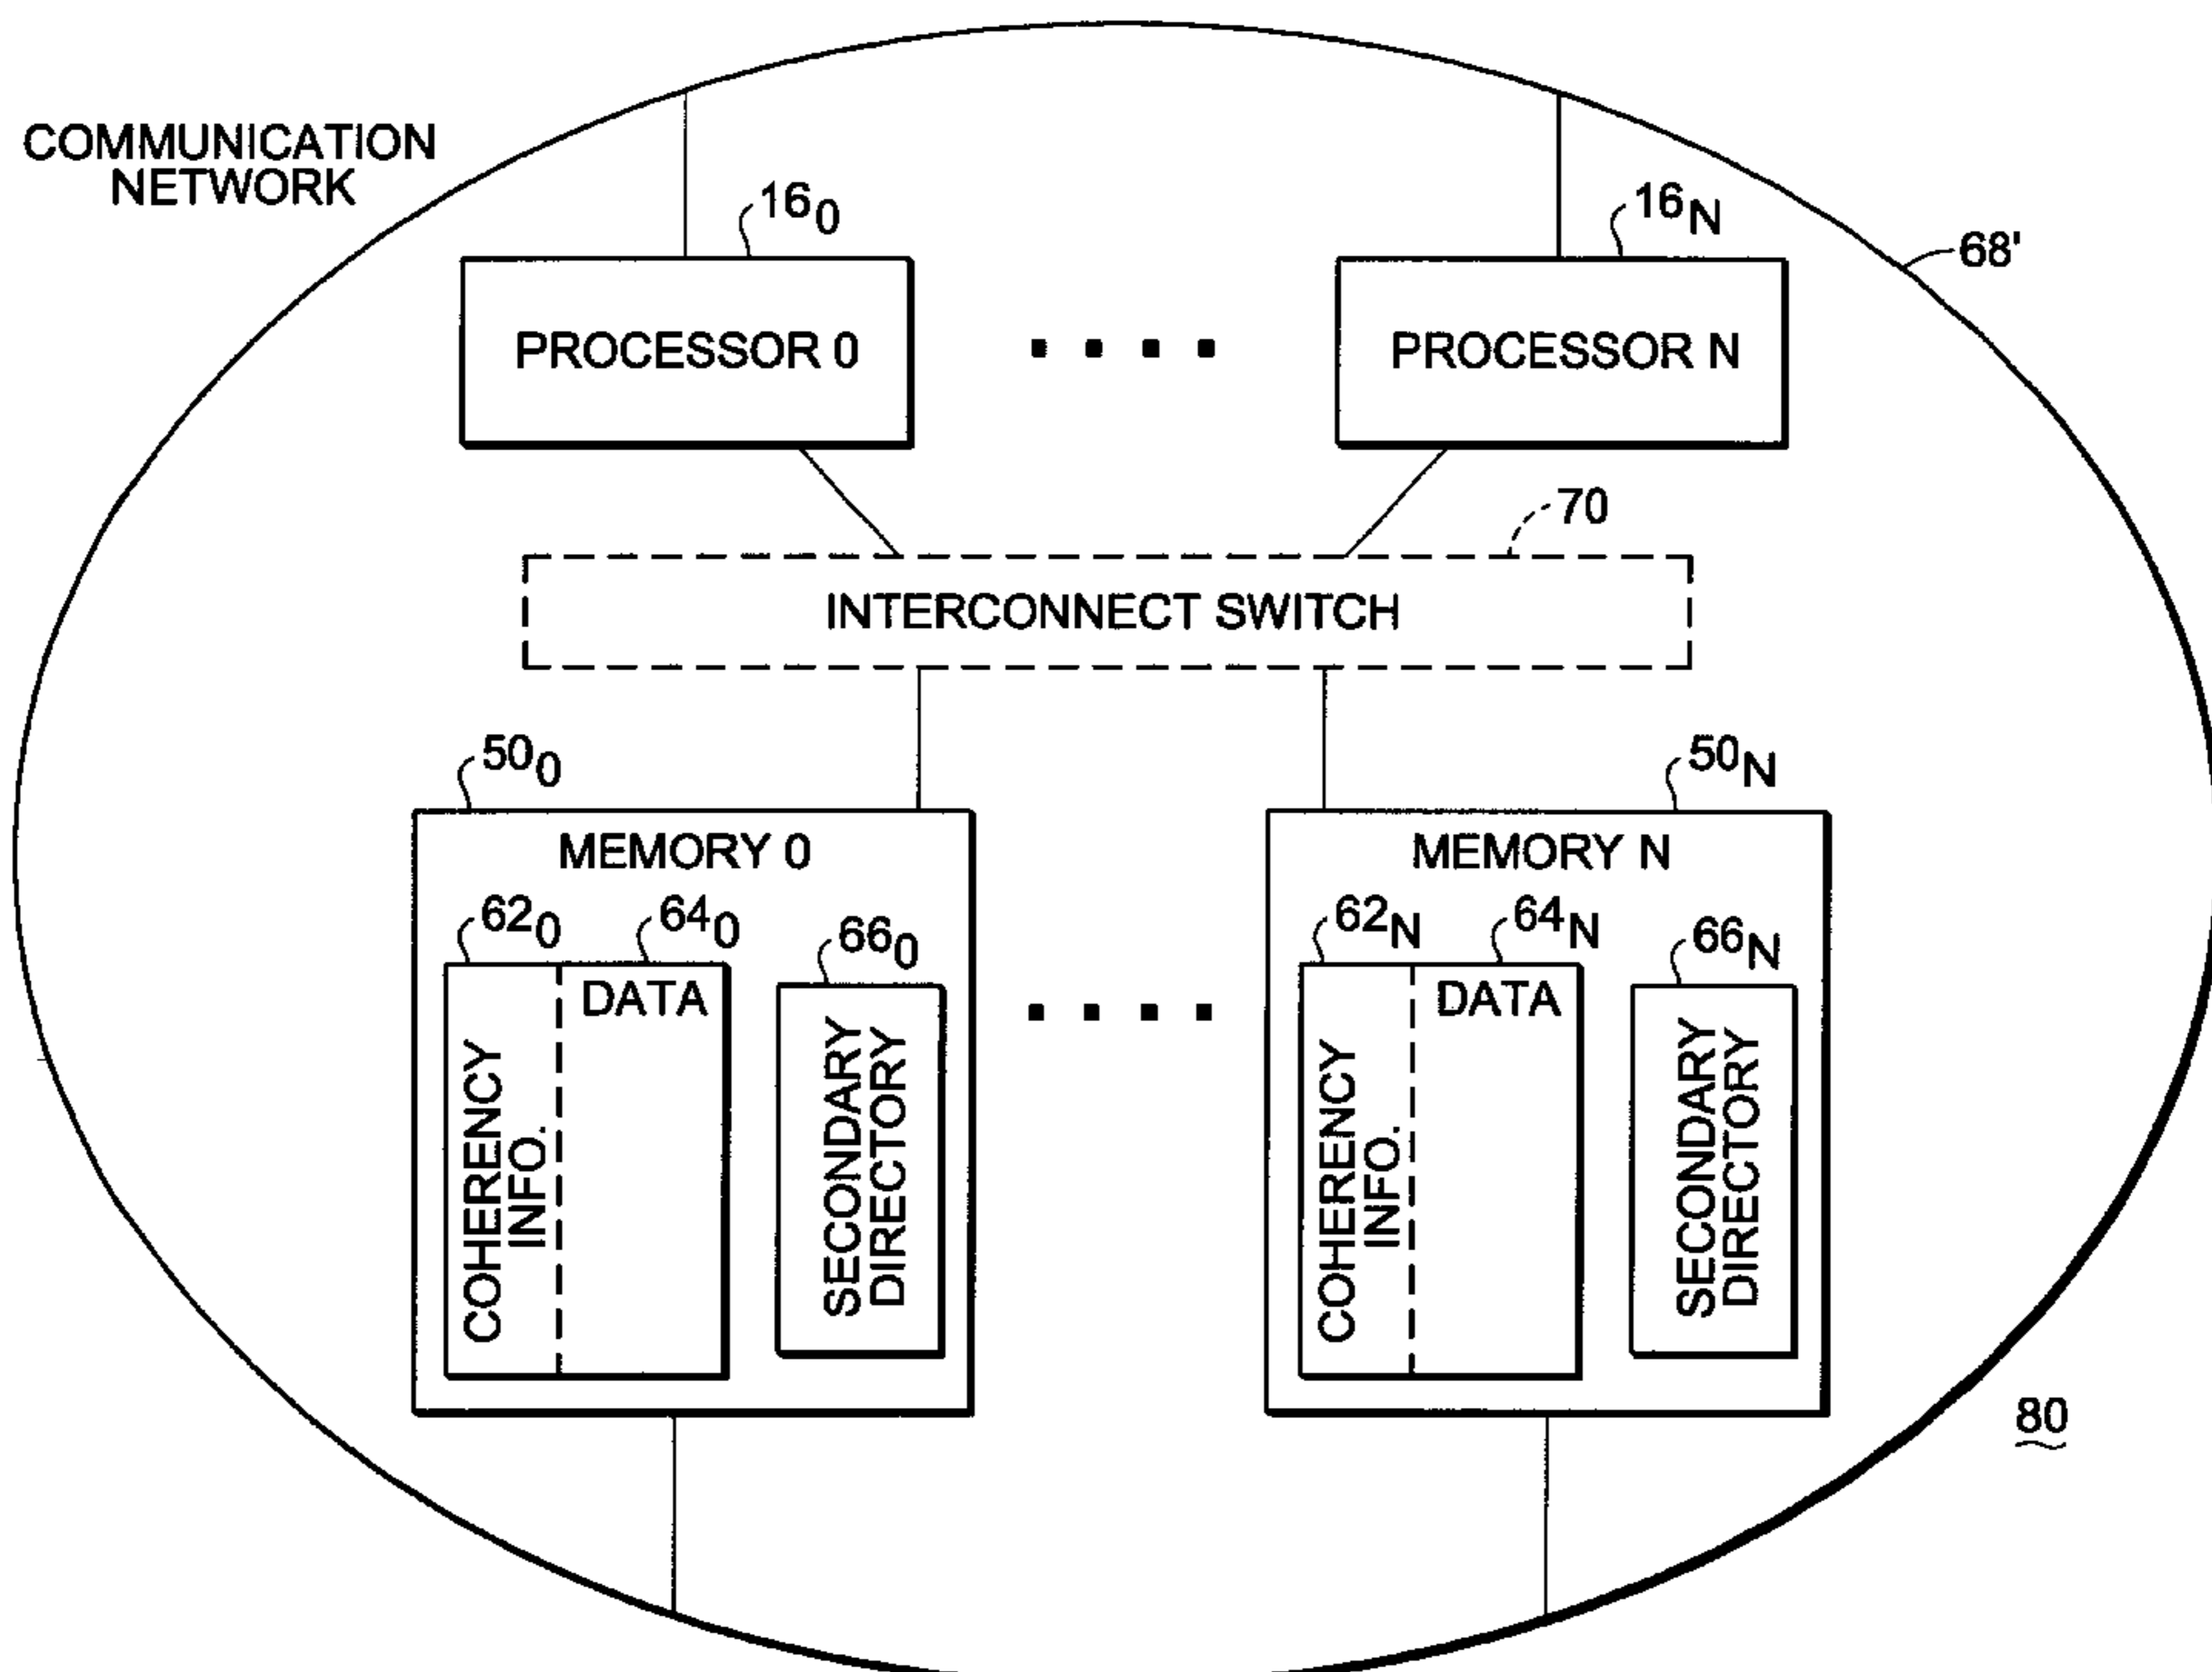 COMMUNICATION
NETWORK
16₀
16N
68'
PROCESSOR 0
PROCESSOR N
70
INTERCONNECT SWITCH
50₀
50N
MEMORY 0
MEMORY N
62₀
64₀
66₀
62N
64N
66N
DATA
COHERENCY
INFO.
SECONDARY
DIRECTORY
DATA
COHERENCY
INFO.
SECONDARY
DIRECTORY
80